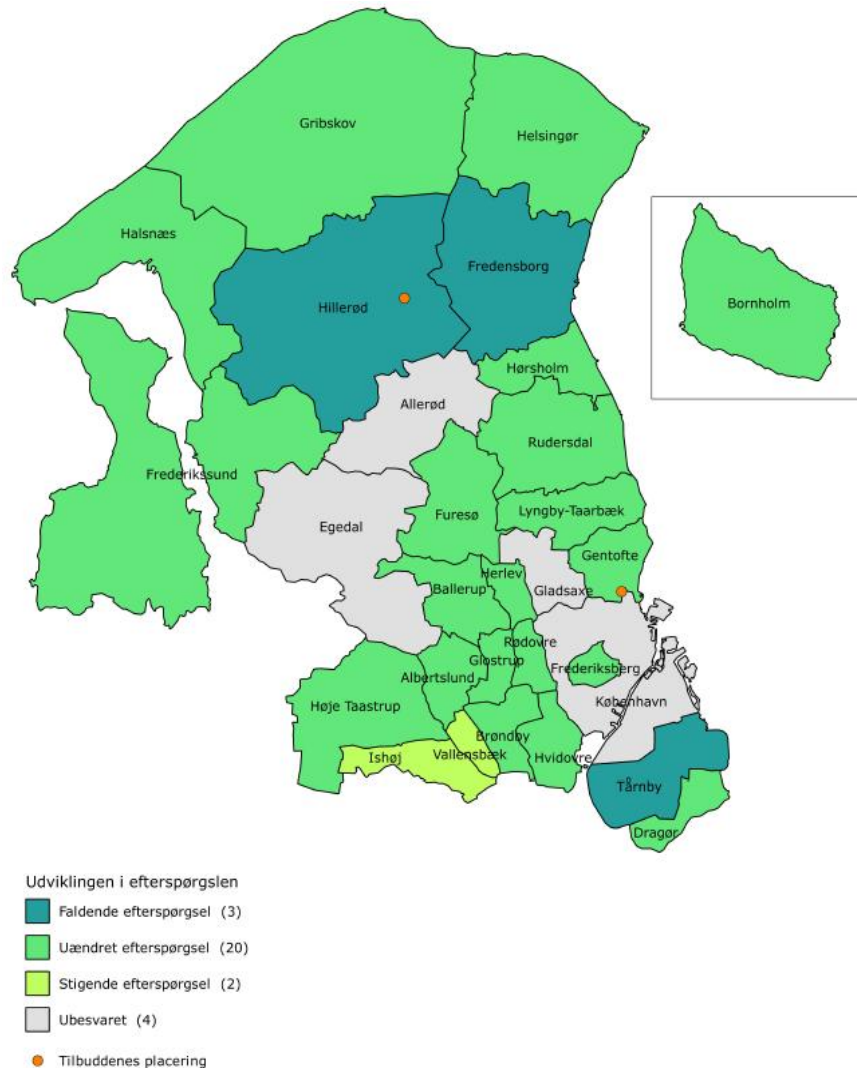 Gribskov
Helsingør
Halsnæs
Fredensborg
Hillerød
Bornholm
Hørsholm
Allerød
Rudersdal
Frederikssund
Lyngby-Taarbæk
Furesø
Egedal
Gentofte
Herlev
Ballerup
Gladsaxe
Rødovre
Glostrup
Frederiksberg
Albertslund
Høje Taastrup
København
Brøndby
Ishøj
Vallensbæk
Hvidovre
Tårnby
Dragør
Udviklingen i efterspørgslen
Faldende efterspørgsel (3)
Uændret efterspørgsel (20)
Stigende efterspørgsel (2)
Ubesvaret (4)
Tilbuddenes placering